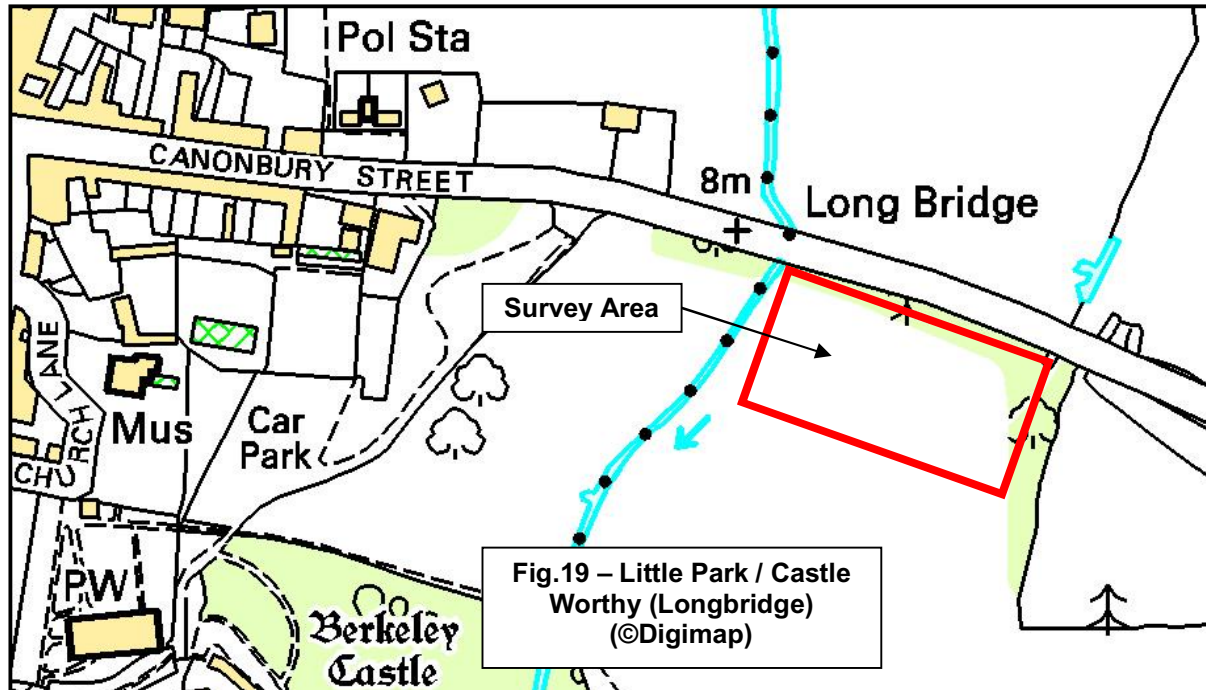 Pol Sta
CANONBURY STREET
8m
Long Bridge
Survey Area
CHURCH LANE
Mus
Car
Park
PW
Berkeley
Castle
Fig.19 – Little Park / Castle
Worthy (Longbridge)
(©Digimap)